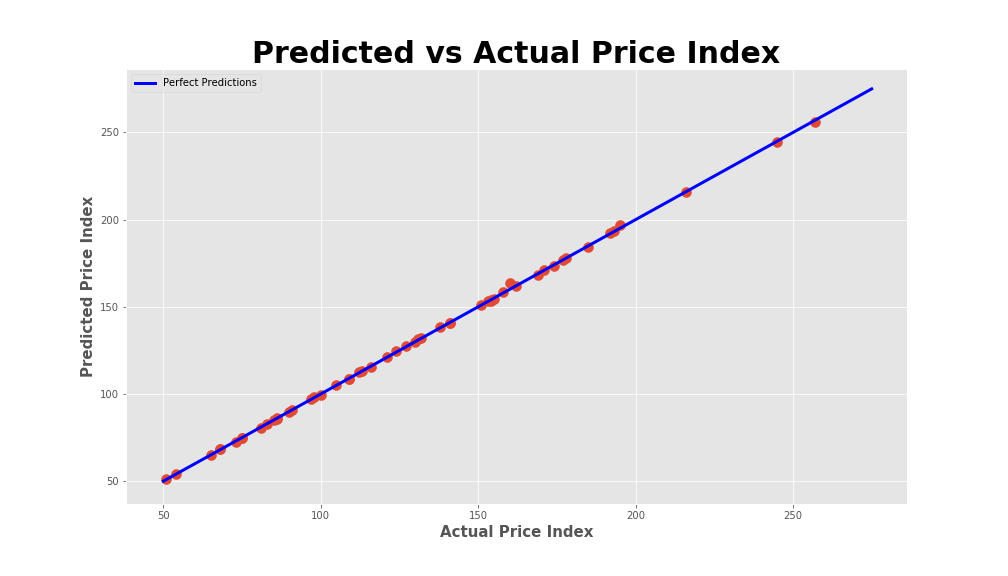 Predicted vs Actual Price Index
Perfect Predictions
Predicted Price Index
250
200
150
100
50
50 100 150 200 250
Actual Price Index